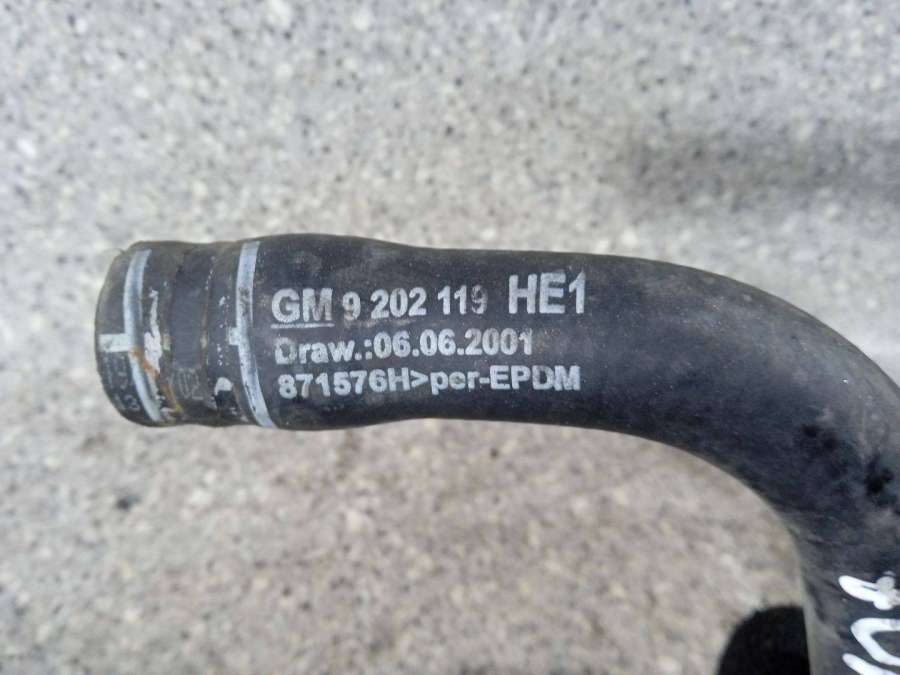 GM 9 202 119 HE1
Draw.:06.06.2001
871576H>per-EPDM